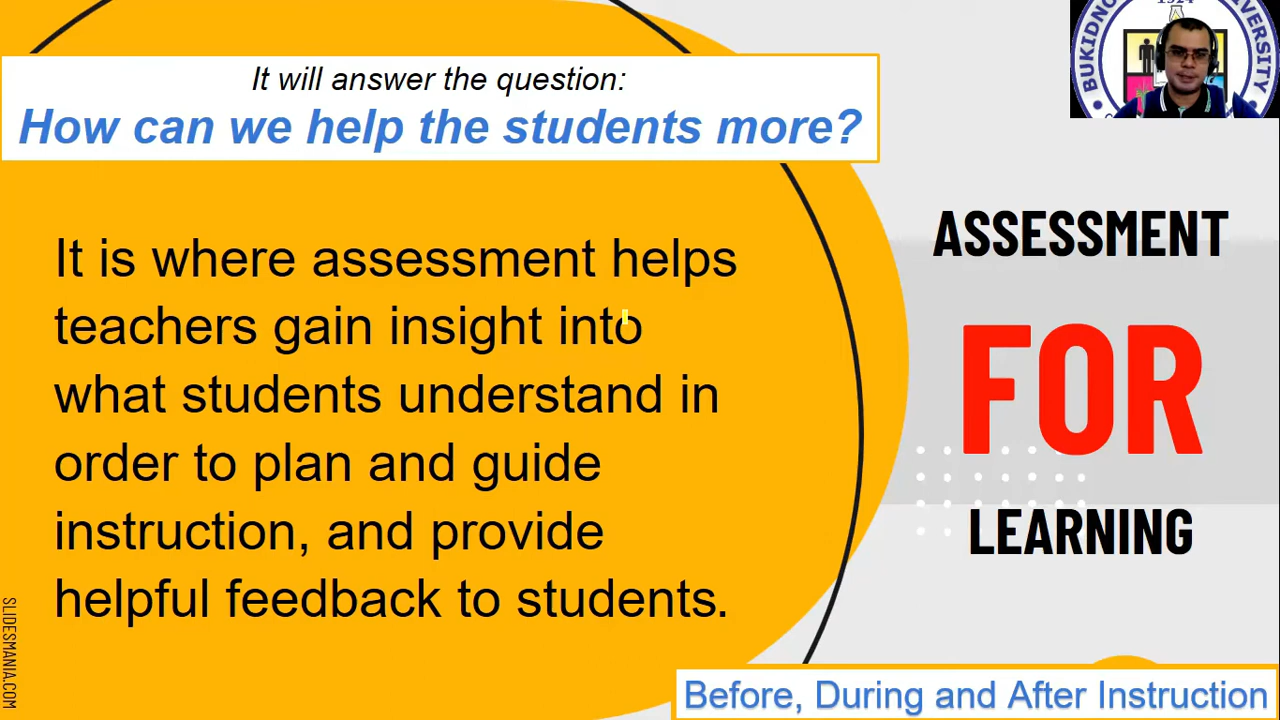 It will answer the question:
How can we help the students more?
It is where assessment helps
teachers gain insight into
what students understand in
order to plan and guide
instruction, and provide
helpful feedback to students.
ASSESSMENT
FOR
LEARNING
Before, During and After Instruction
SLIDESMANIA.COM
1924